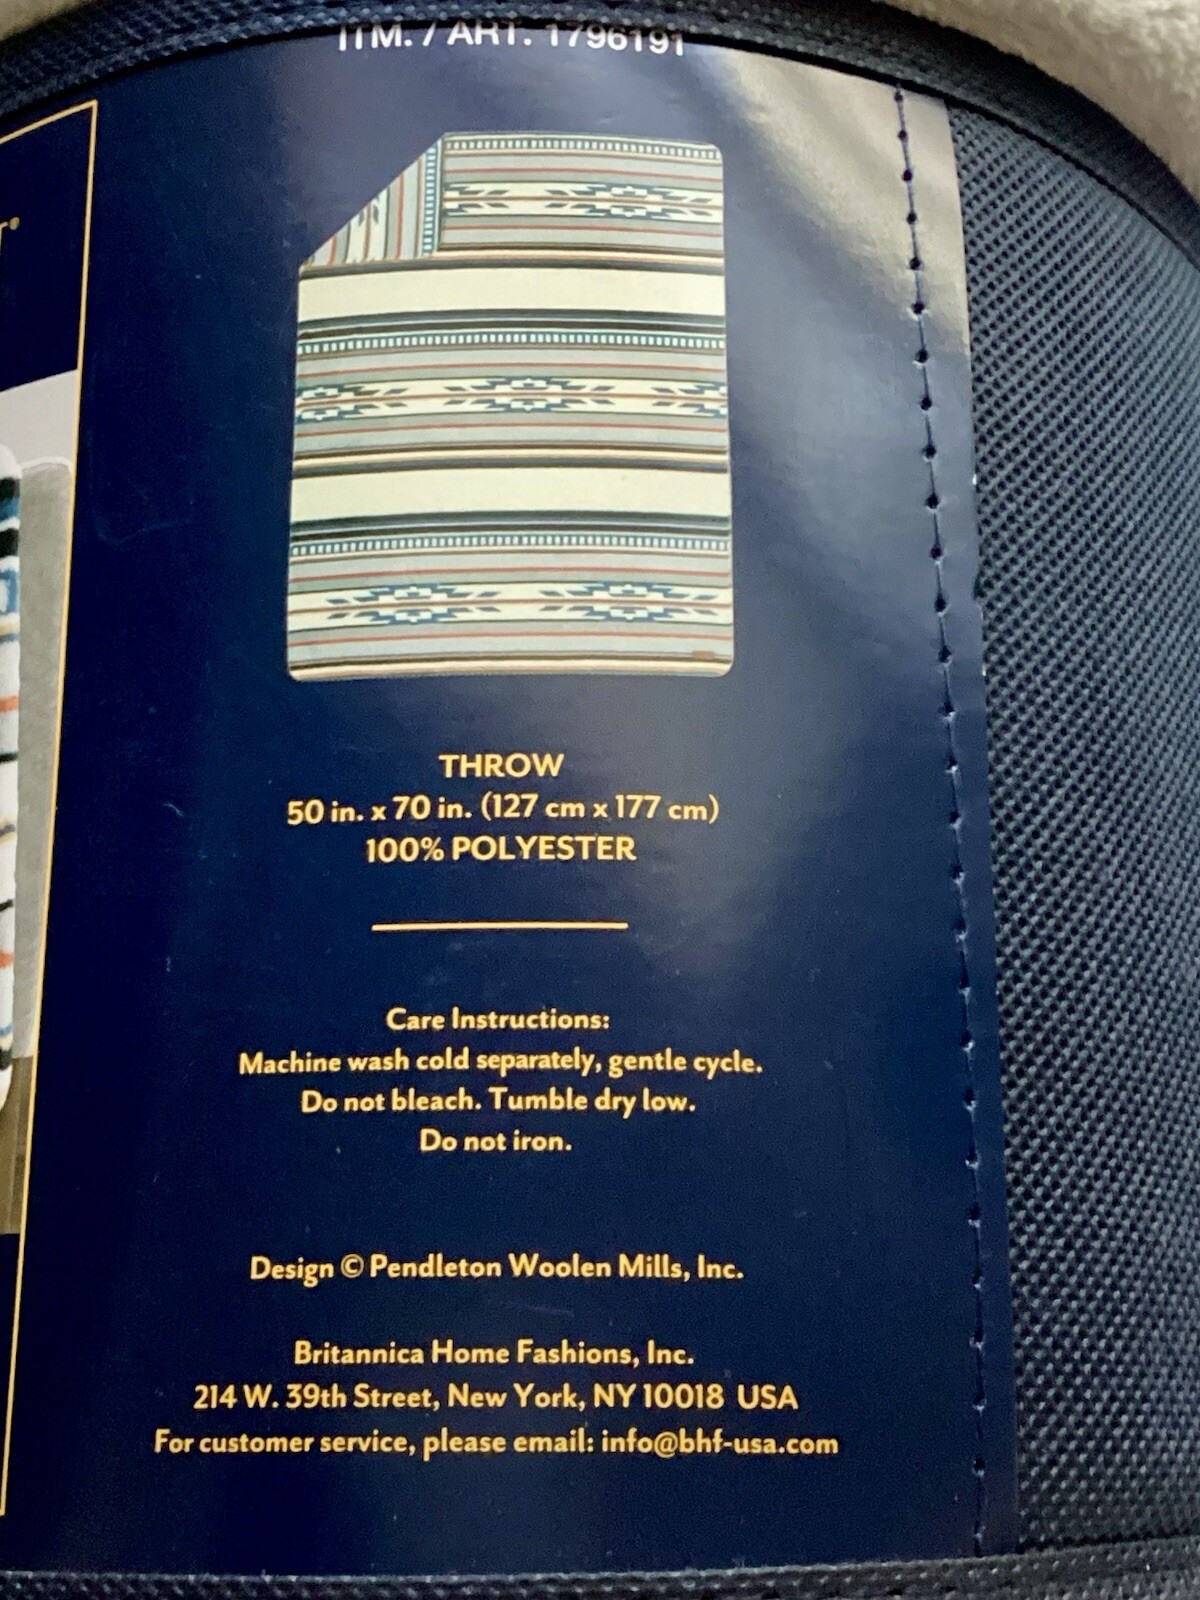 ITM. / ART. 1796191
THROW
50 in. x 70 in. (127 cm x 177 cm)
100% POLYESTER
Care Instructions:
Machine wash cold separately, gentle cycle.
Do not bleach. Tumble dry low.
Do not iron.
Design © Pendleton Woolen Mills, Inc.
Britannica Home Fashions, Inc.
214 W. 39th Street, New York, NY 10018 USA
For customer service, please email: info@bhf-usa.com